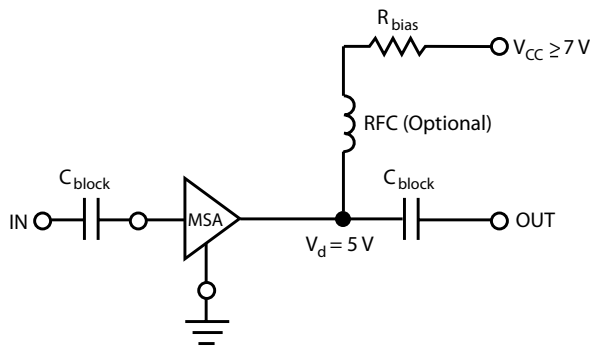 R_bias
V_CC ≥ 7 V
RFC (Optional)
C_block
C_block
IN
MSA
OUT
V_d = 5 V